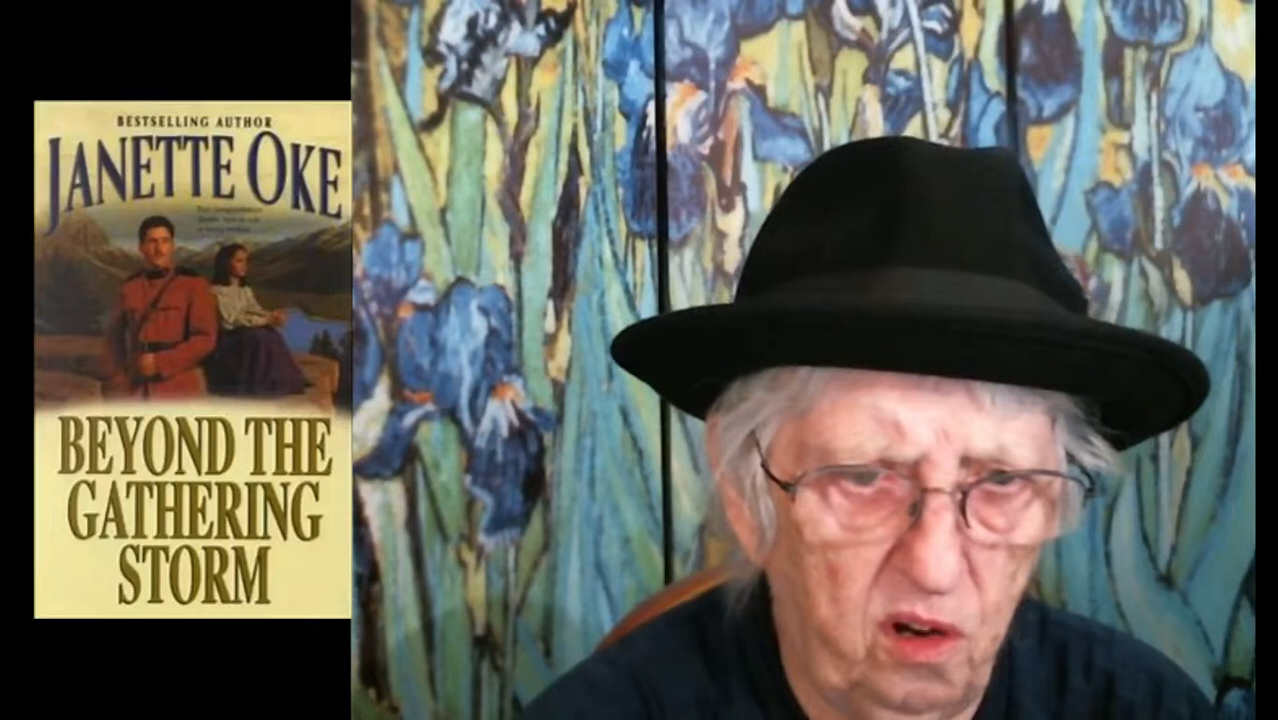 BESTSELLING AUTHOR
JANETTE OKE
BEYOND THE
GATHERING
STORM